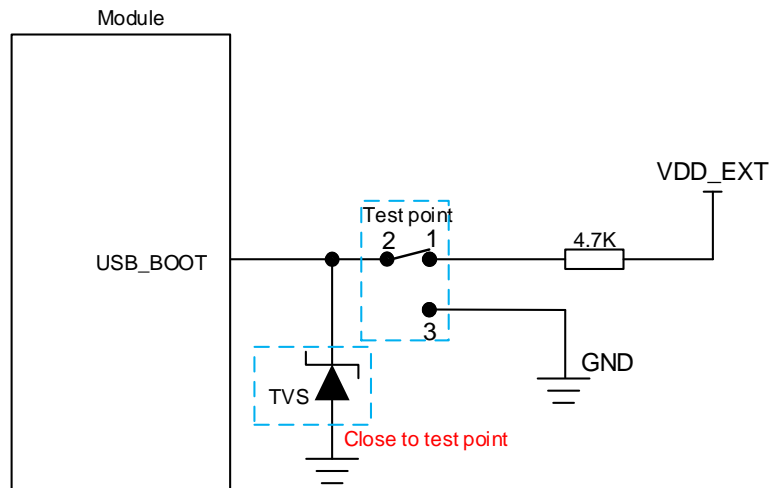 Module
VDD_EXT
Test point
2 1
4.7K
USB_BOOT
3
GND
TVS
Close to test point